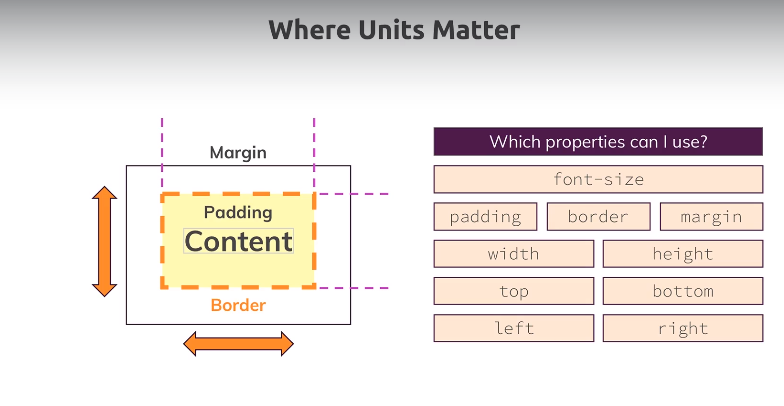 Where Units Matter
Margin
Padding
Content
Border
Which properties can I use?
font-size
padding border margin
width height
top bottom
left right